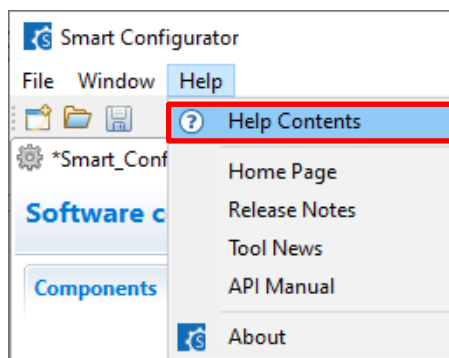 Smart Configurator
File Window Help
Help Contents
*Smart_Conf
Home Page
Software c
Release Notes
Tool News
Components
API Manual
About